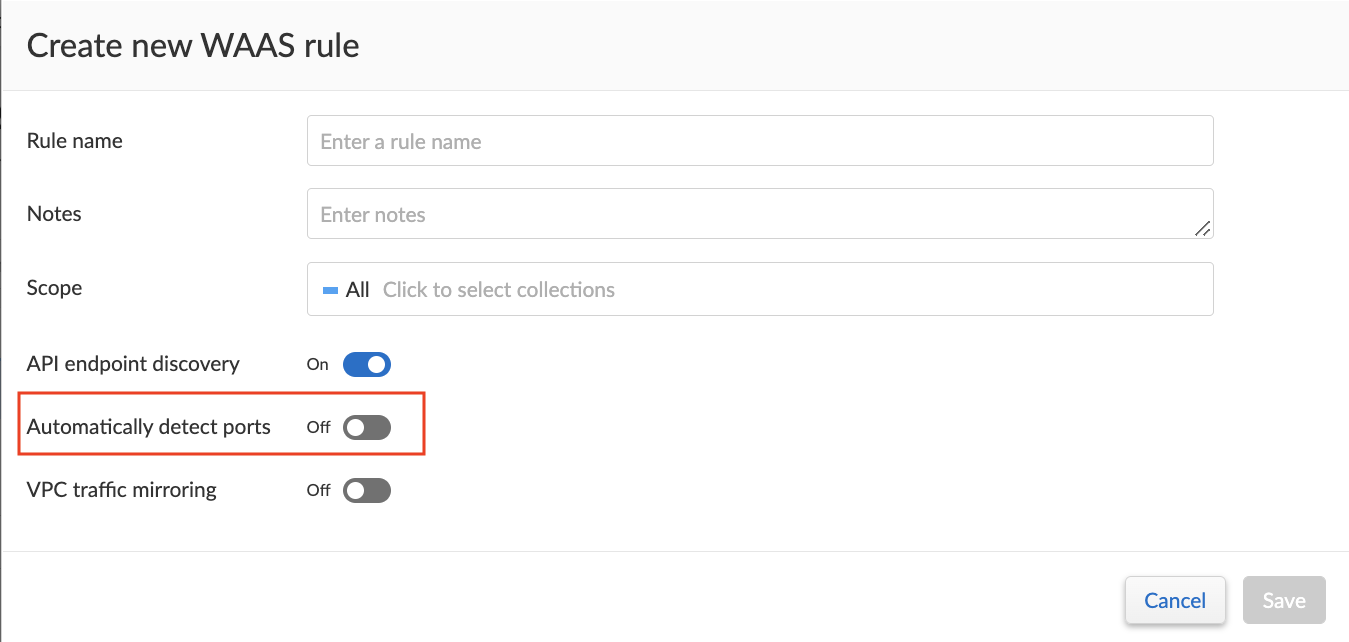 Create new WAAS rule
Rule name Enter a rule name
Notes Enter notes
Scope All Click to select collections
API endpoint discovery On
Automatically detect ports Off
VPC traffic mirroring Off
Cancel Save